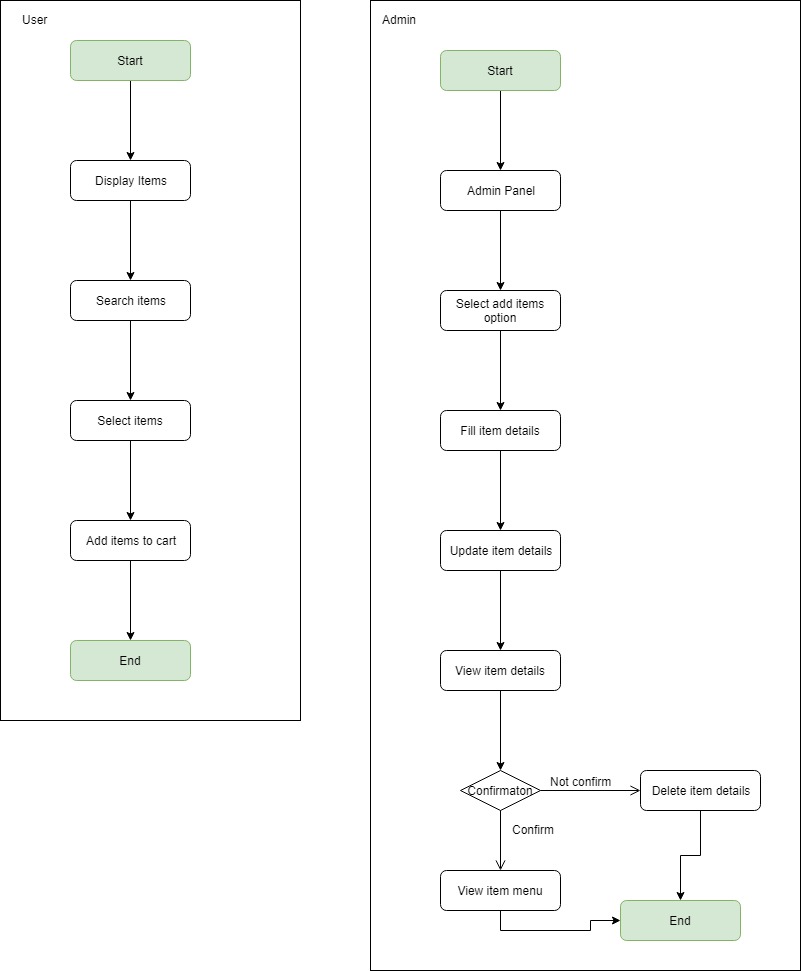 User
Start
Display Items
Search items
Select items
Add items to cart
End
Admin
Start
Admin Panel
Select add items
option
Fill item details
Update item details
View item details
Confirmaton
Not confirm
Delete item details
Confirm
View item menu
End